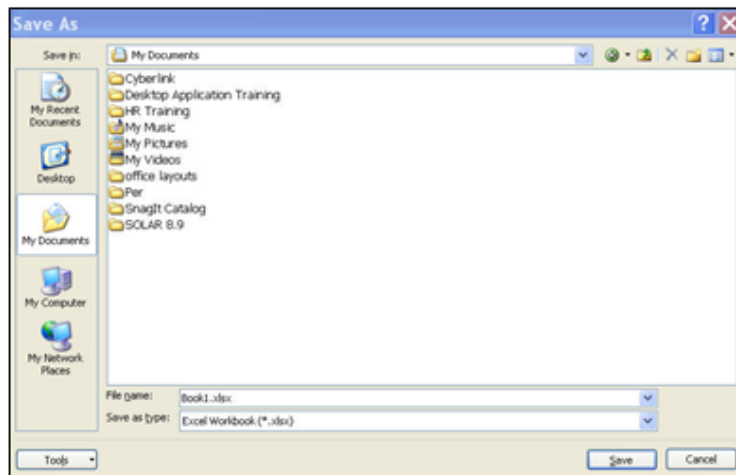 Save As
Save in:
My Documents
My Recent
Documents
Desktop
My Documents
My Computer
My Network
Places
Cyberlink
Desktop Application Training
HR Training
My Music
My Pictures
My Videos
office layouts
Per
SnagIt Catalog
SOLAR 8.9
File name:
Book1.xlsx
Save as type:
Excel Workbook (*.xlsx)
Tools
Save
Cancel